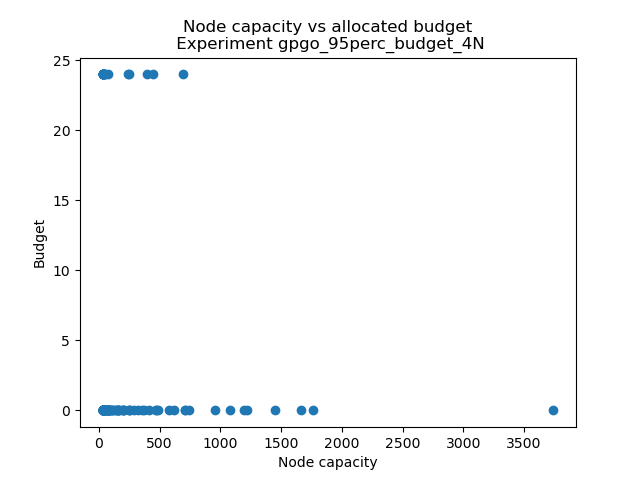 Node capacity vs allocated budget
Experiment gpgo_95perc_budget_4N
25
20
15
10
5
0
Budget
0 500 1000 1500 2000 2500 3000 3500
Node capacity